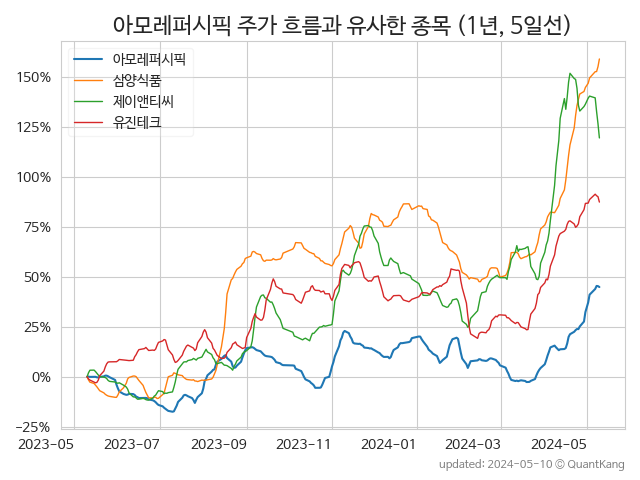 아모레퍼시픽 주가 흐름과 유사한 종목 (1년, 5일선)
아모레퍼시픽
삼양식품
제이앤티씨
유진테크
150%
125%
100%
75%
50%
25%
0%
−25%
2023-05
2023-07
2023-09
2023-11
2024-01
2024-03
2024-05
updated: 2024-05-10 © QuantKang